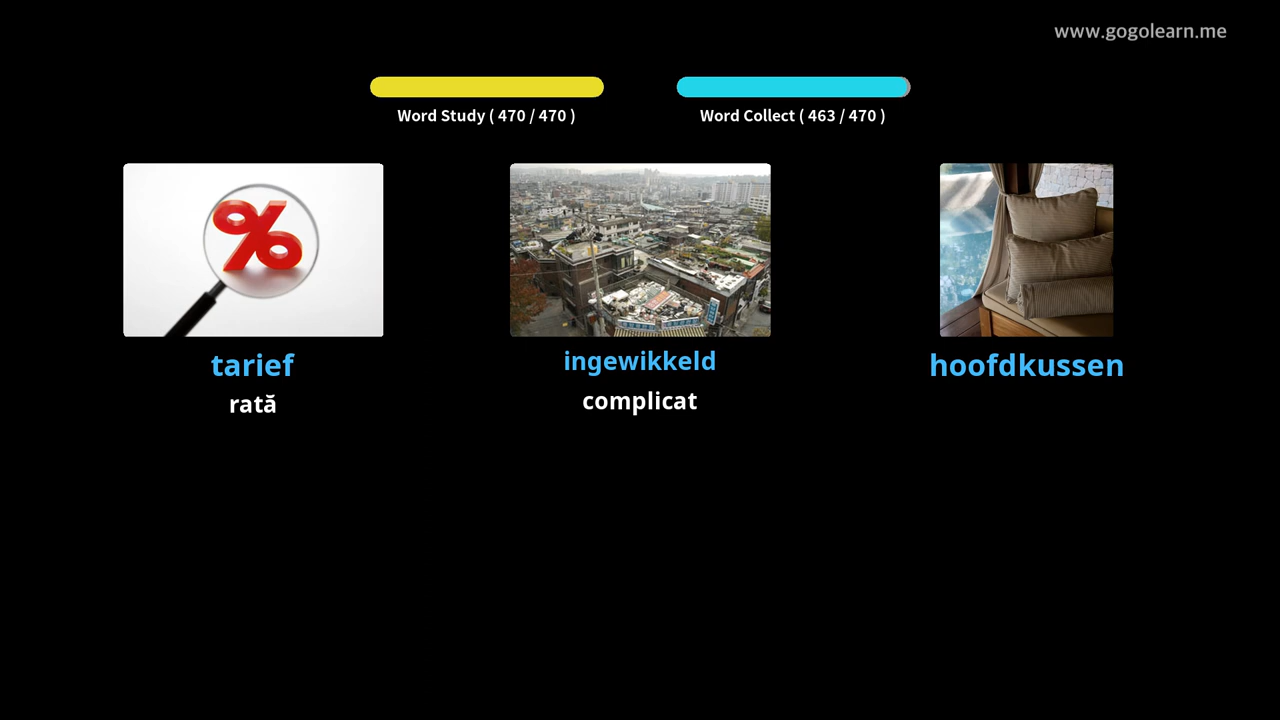 www.gogolearn.me
Word Study ( 470 / 470 )
Word Collect ( 463 / 470 )
%
tarief
rată
ingewikkeld
complicat
hoofdkussen